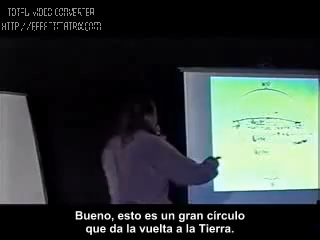 TOTAL VIDEO CONVERTER
HTTP://EFFECTMATRIX.COM
Bueno, esto es un gran círculo
que da la vuelta a la Tierra.